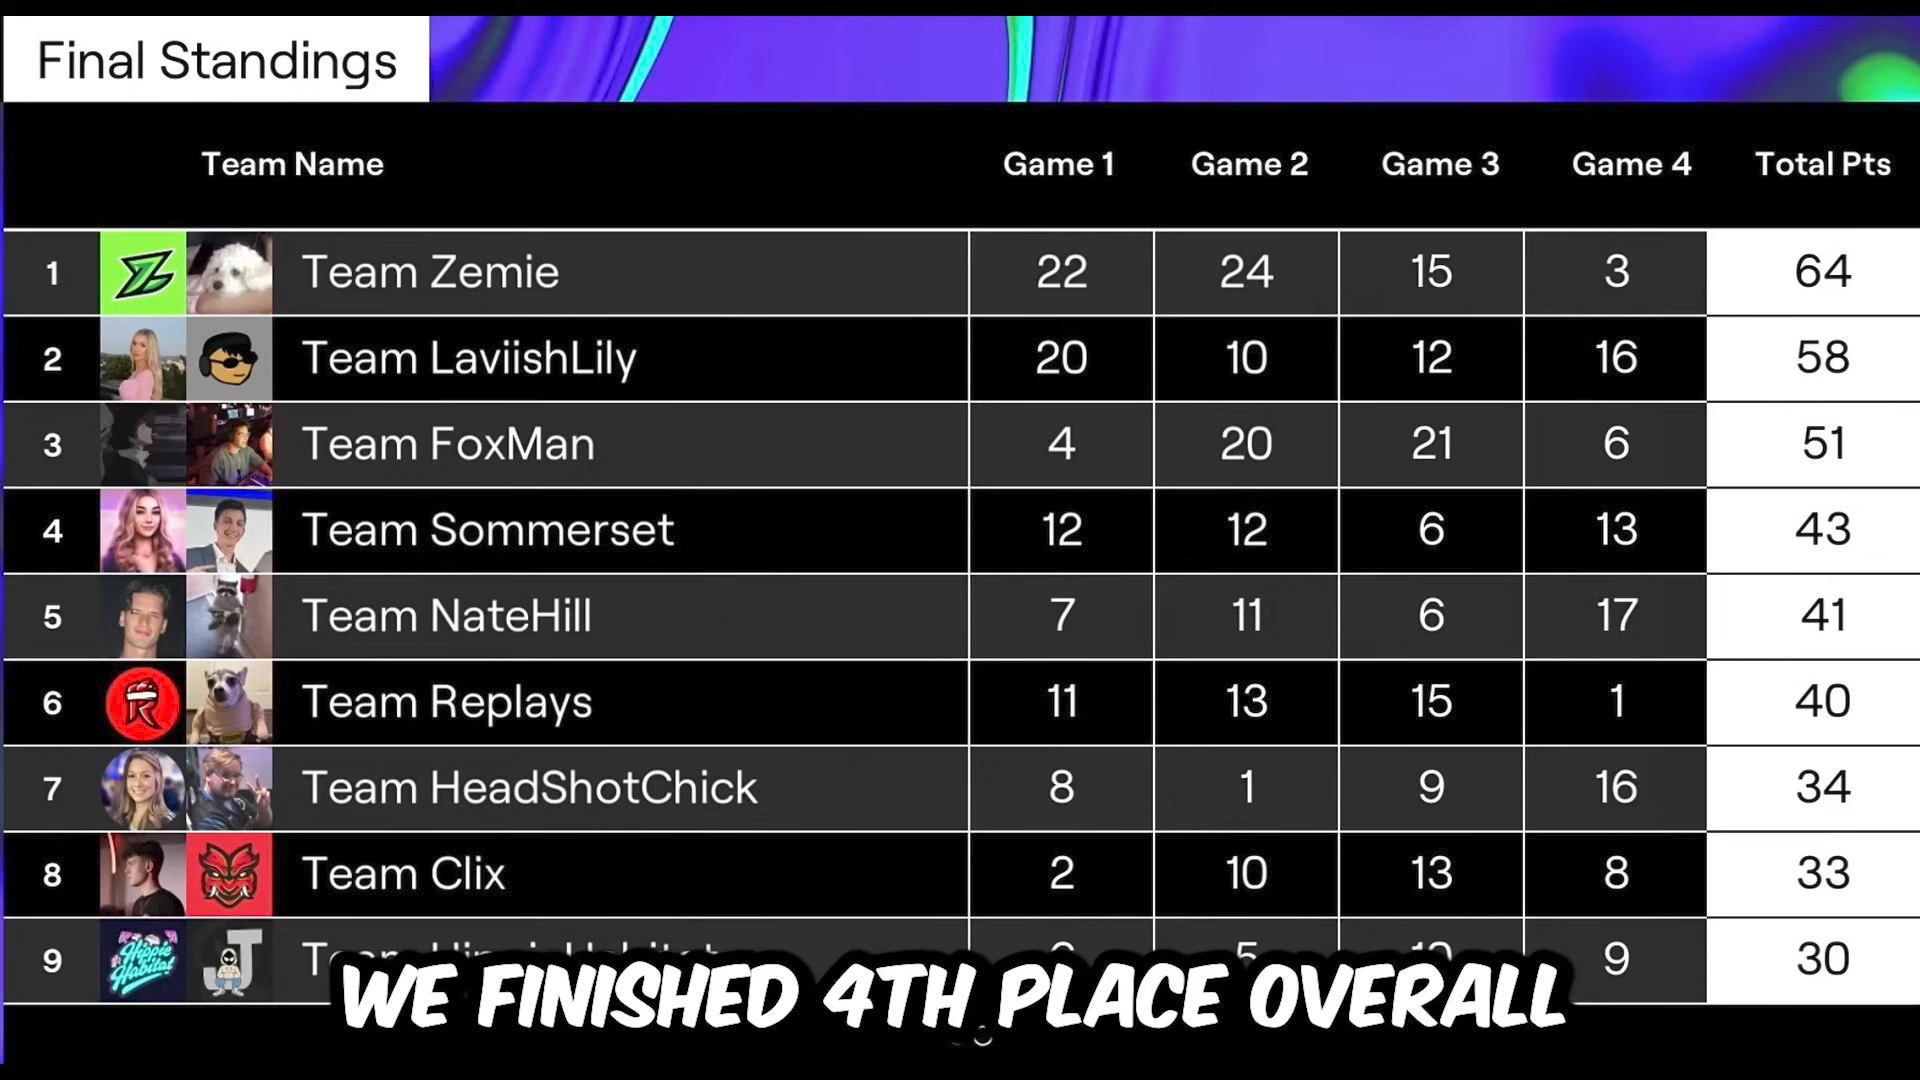 Final Standings
Team Name Game 1 Game 2 Game 3 Game 4 Total Pts
1 Team Zemie 22 24 15 3 64
2 Team LaviishLily 20 10 12 16 58
3 Team FoxMan 4 20 21 6 51
4 Team Sommerset 12 12 6 13 43
5 Team NateHill 7 11 6 17 41
6 R Team Replays 11 13 15 1 40
7 Team HeadShotChick 8 1 9 16 34
8 Team Clix 2 10 13 8 33
9 Hippie Habitat J 5 9 30
WE FINISHED 4TH PLACE OVERALL